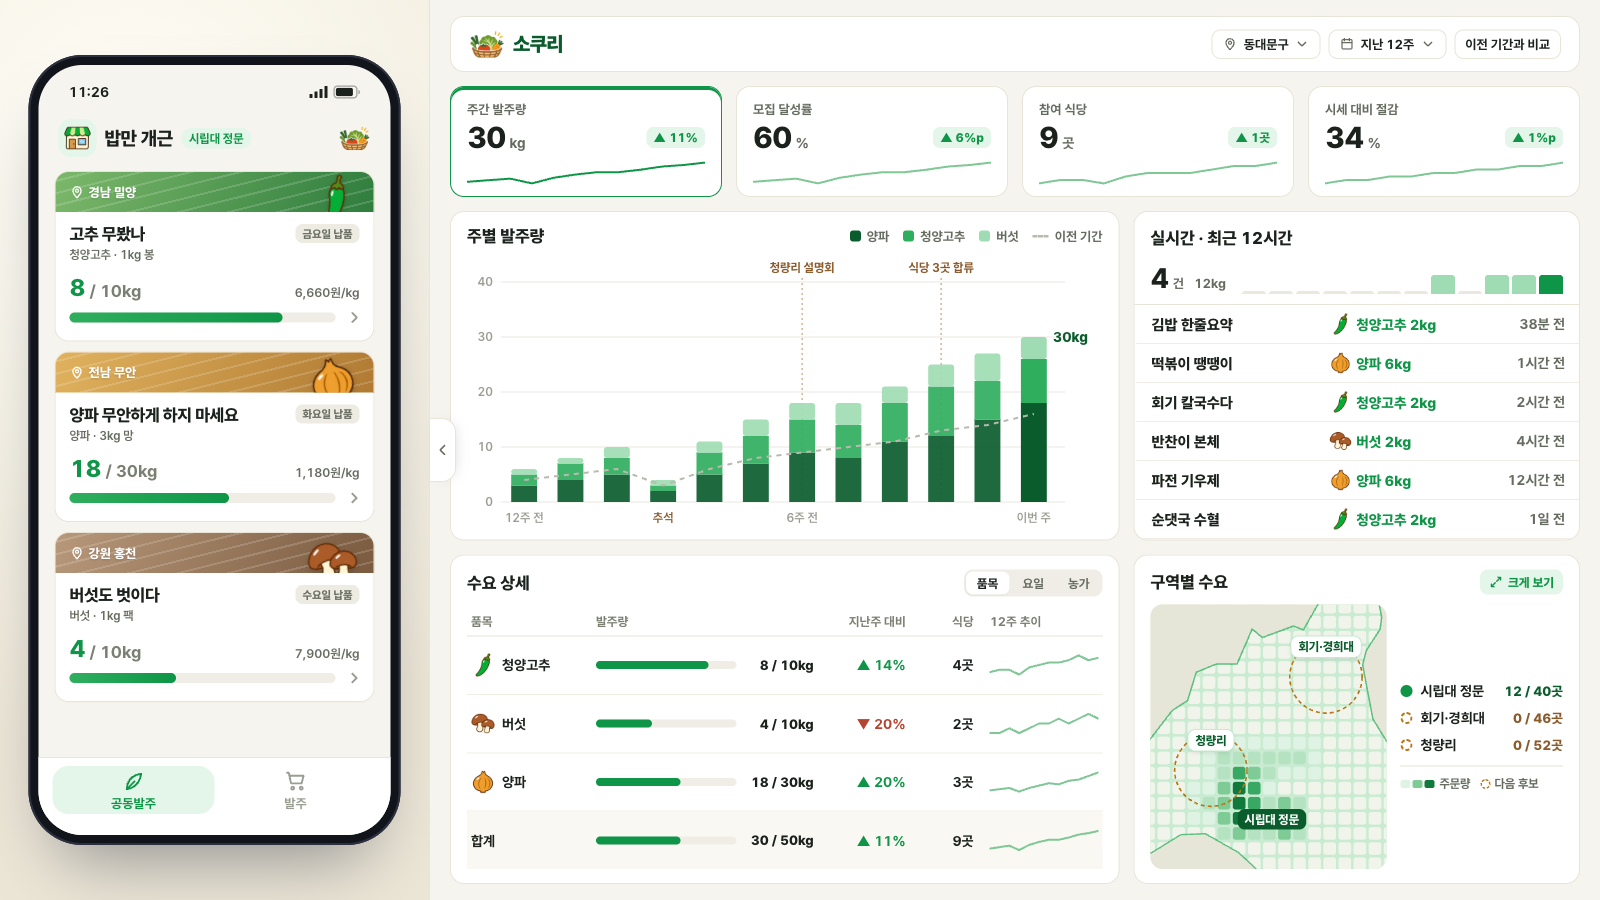 11:26
밥만 개근
시립대 정문
경남 밀양
고추 무봤나
금요일 납품
청양고추 · 1kg 봉
8 / 10kg
6,660원/kg
전남 무안
양파 무안하게 하지 마세요
화요일 납품
양파 · 3kg 망
18 / 30kg
1,180원/kg
강원 홍천
버섯도 벗이다
수요일 납품
버섯 · 1kg 팩
4 / 10kg
7,900원/kg
공동발주
발주
소쿠리
동대문구
지난 12주
이전 기간과 비교
주간 발주량
30 kg
▲ 11%
모집 달성률
60 %
▲ 6%p
참여 식당
9 곳
▲ 1곳
시세 대비 절감
34 %
▲ 1%p
주별 발주량
양파
청양고추
버섯
이전 기간
청량리 설명회
식당 3곳 합류
40
30
20
10
0
30kg
12주 전
추석
6주 전
이번 주
실시간 · 최근 12시간
4 건 12kg
김밥 한줄요약 청양고추 2kg 38분 전
떡볶이 땡땡이 양파 6kg 1시간 전
회기 칼국수다 청양고추 2kg 2시간 전
반찬이 본체 버섯 2kg 4시간 전
파전 기우제 양파 6kg 12시간 전
순댓국 수혈 청양고추 2kg 1일 전
수요 상세
품목
요일
농가
품목 발주량 지난주 대비 식당 12주 추이
청양고추 8 / 10kg ▲ 14% 4곳
버섯 4 / 10kg ▼ 20% 2곳
양파 18 / 30kg ▲ 20% 3곳
합계 30 / 50kg ▲ 11% 9곳
구역별 수요
크게 보기
회기·경희대
청량리
시립대 정문
시립대 정문 12 / 40곳
회기·경희대 0 / 46곳
청량리 0 / 52곳
주문량
다음 후보